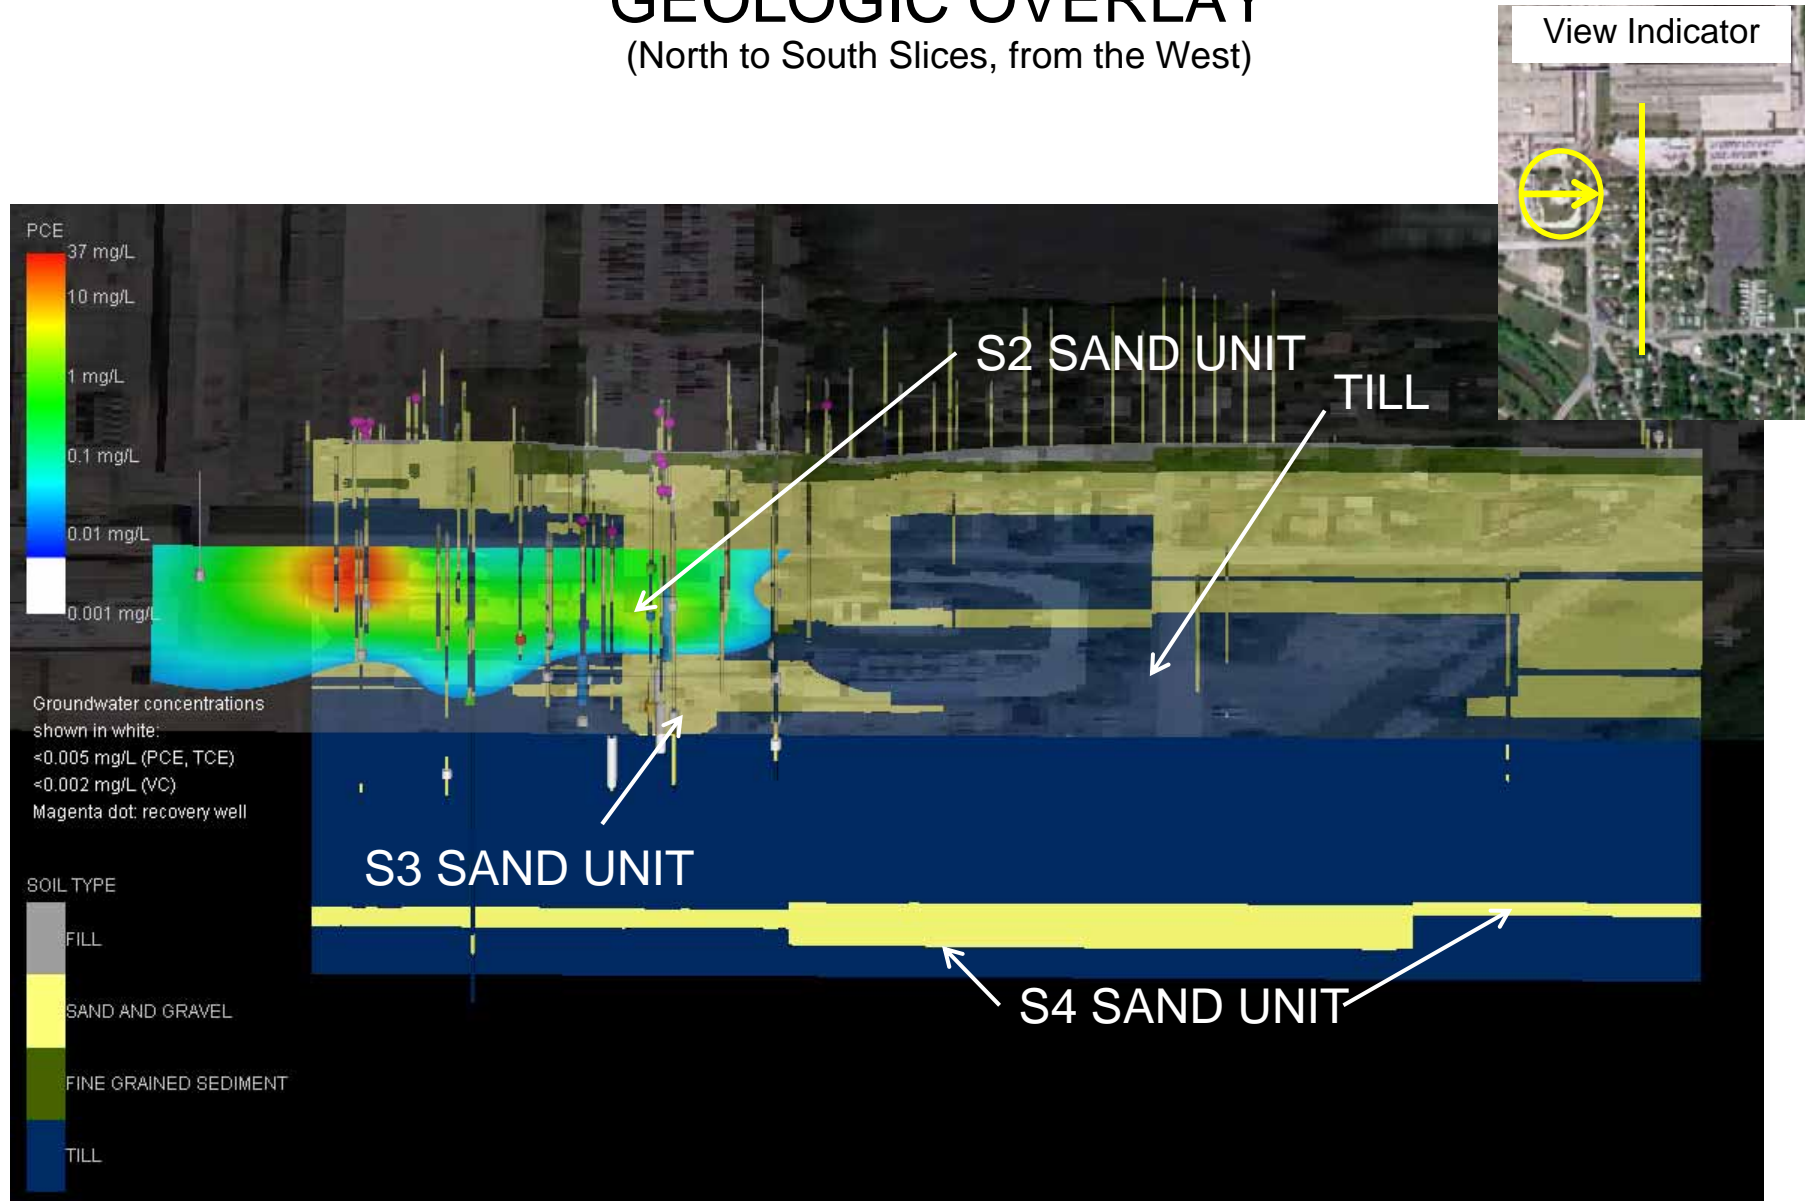 GEOLOGIC OVERLAY
(North to South Slices, from the West)
View Indicator
PCE
37 mg/L
10 mg/L
1 mg/L
0.1 mg/L
0.01 mg/L
0.001 mg/L
S2 SAND UNIT
TILL
Groundwater concentrations
shown in white:
<0.005 mg/L (PCE, TCE)
<0.002 mg/L (VC)
Magenta dot: recovery well
S3 SAND UNIT
S4 SAND UNIT
SOIL TYPE
FILL
SAND AND GRAVEL
FINE GRAINED SEDIMENT
TILL